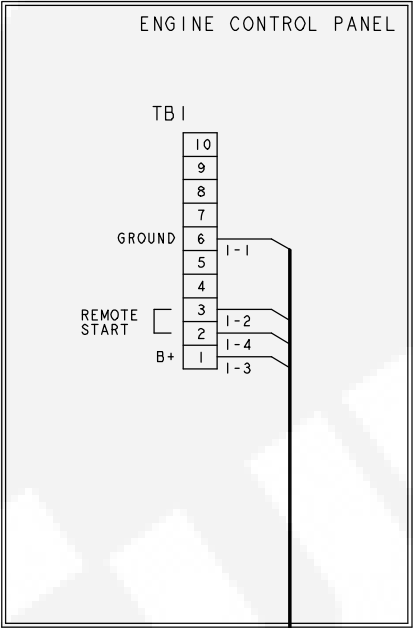 ENGINE CONTROL PANEL
TB1
10
9
8
7
GROUND 6
1-1
5
4
REMOTE 3
START
1-2
2
1-4
B+ 1
1-3